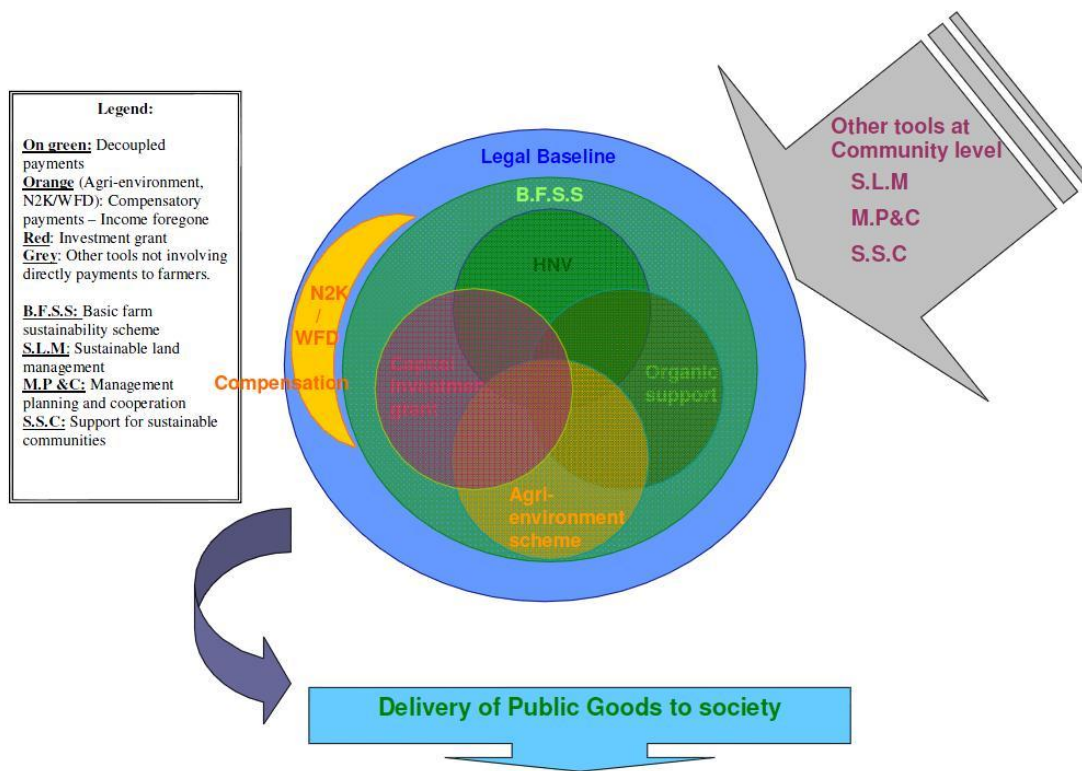 Legend:
On green: Decoupled
payments
Orange (Agri-environment,
N2K/WFD): Compensatory
payments – Income foregone
Red: Investment grant
Grey: Other tools not involving
directly payments to farmers.
B.F.S.S: Basic farm
sustainability scheme
S.L.M: Sustainable land
management
M.P &C: Management
planning and cooperation
S.S.C: Support for sustainable
communities
Other tools at
Community level
S.L.M
M.P&C
S.S.C
Legal Baseline
B.F.S.S
HNV
N2K
/
WFD
Compensation
Capital
investment
grant
Organic
support
Agri-
environment
scheme
Delivery of Public Goods to society